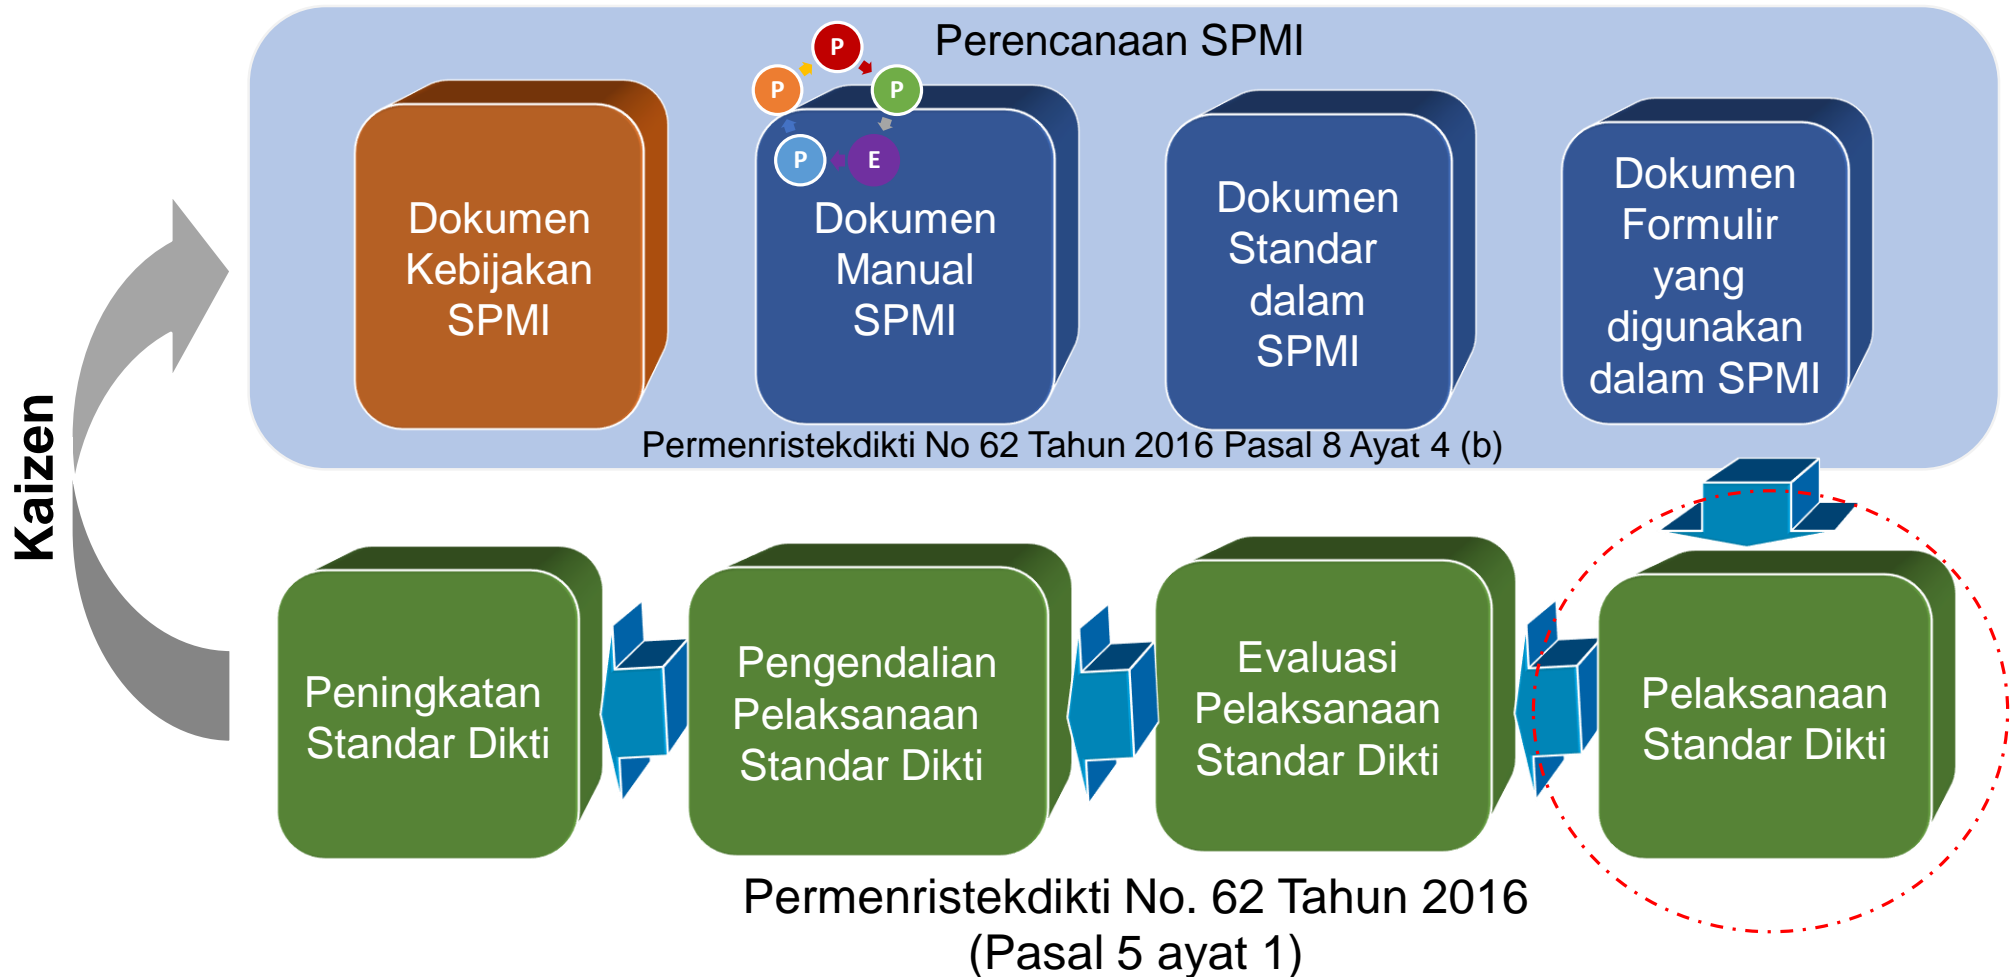 Perencanaan SPMI
P
P
P
P
E
Dokumen
Kebijakan
SPMI
Dokumen
Manual
SPMI
Dokumen
Standar
dalam
SPMI
Dokumen
Formulir
yang
digunakan
dalam SPMI
Permenristekdikti No 62 Tahun 2016 Pasal 8 Ayat 4 (b)
Kaizen
Peningkatan
Standar Dikti
Pengendalian
Pelaksanaan
Standar Dikti
Evaluasi
Pelaksanaan
Standar Dikti
Pelaksanaan
Standar Dikti
Permenristekdikti No. 62 Tahun 2016
(Pasal 5 ayat 1)